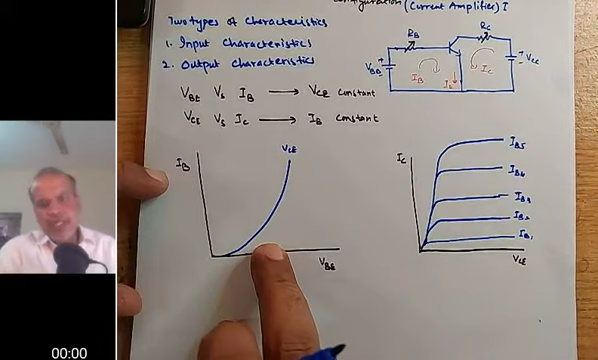 Configuration (Current Amplifier) I
Two types of Characteristics
1. Input Characteristics
2. Output Characteristics
VBE Vs IB → VCE constant
VCE Vs IC → IB constant
RB
RC
VBB
VCC
IB
IE
IC
IB
VCE
VBE
IC
IB5
IB4
IB3
IB2
IB1
VCE
00:00